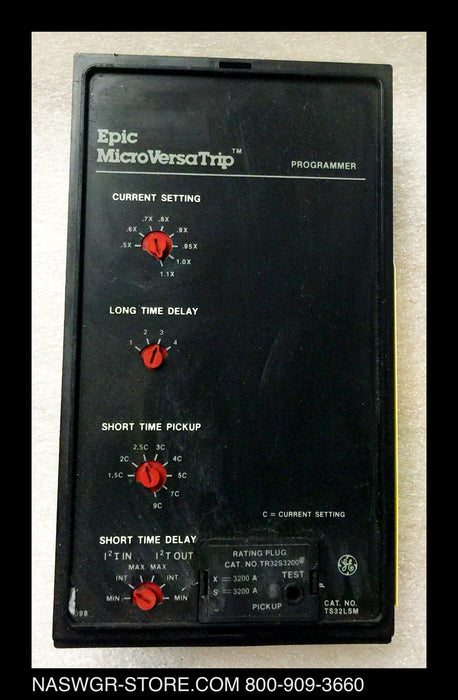 Epic
MicroVersaTrip™
PROGRAMMER
CURRENT SETTING
.7X .8X
.6X .9X
.5X .95X
1.0X
1.1X
LONG TIME DELAY
2 3
1 4
SHORT TIME PICKUP
2.5C 3C
2C 4C
1.5C 5C
7C
9C
C = CURRENT SETTING
SHORT TIME DELAY
I²T IN I²T OUT
MAX MAX
INT INT
MIN MIN
RATING PLUG
CAT. NO. TR32S3200
X = 3200 A
S = 3200 A
TEST
PICKUP
GE
CAT. NO.
TS32LSM
098
NASWGR-STORE.COM 800-909-3660